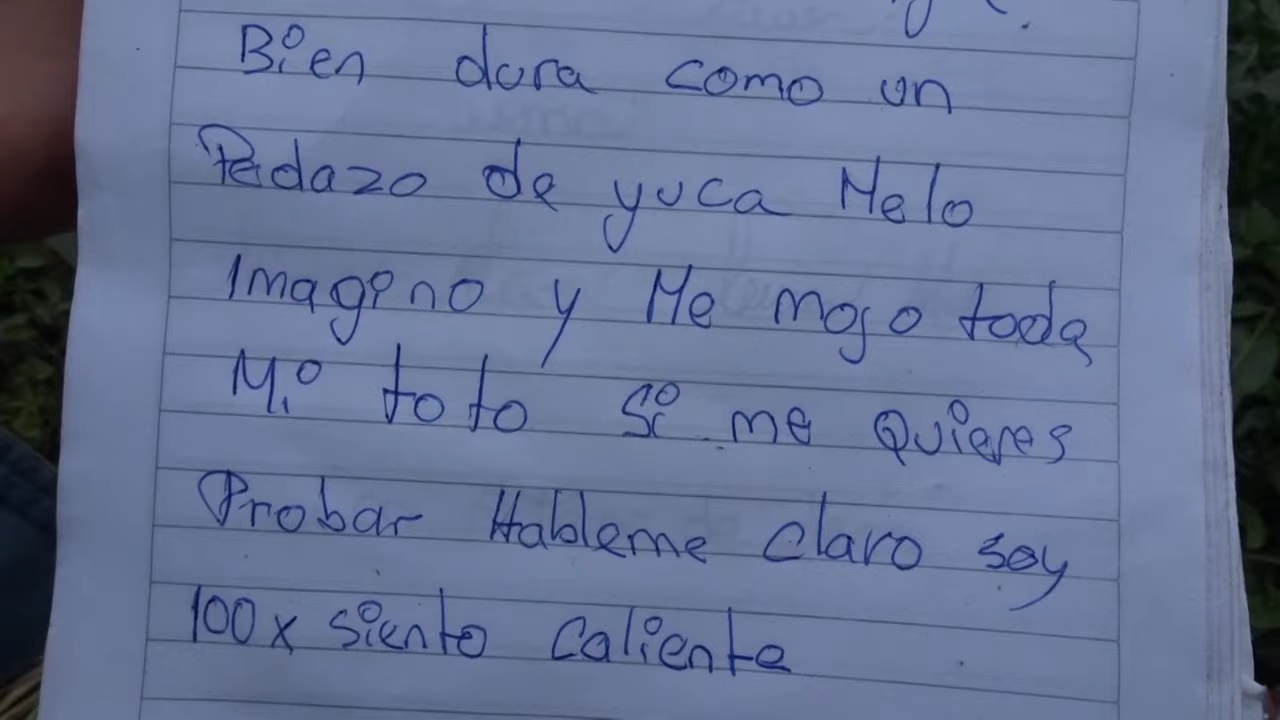 Bien dura como un
Pedazo de yuca Melo
Imagino y Me mojo toda
Mi toto Si me quieres
Probar Hableme claro soy
100x siento caliente